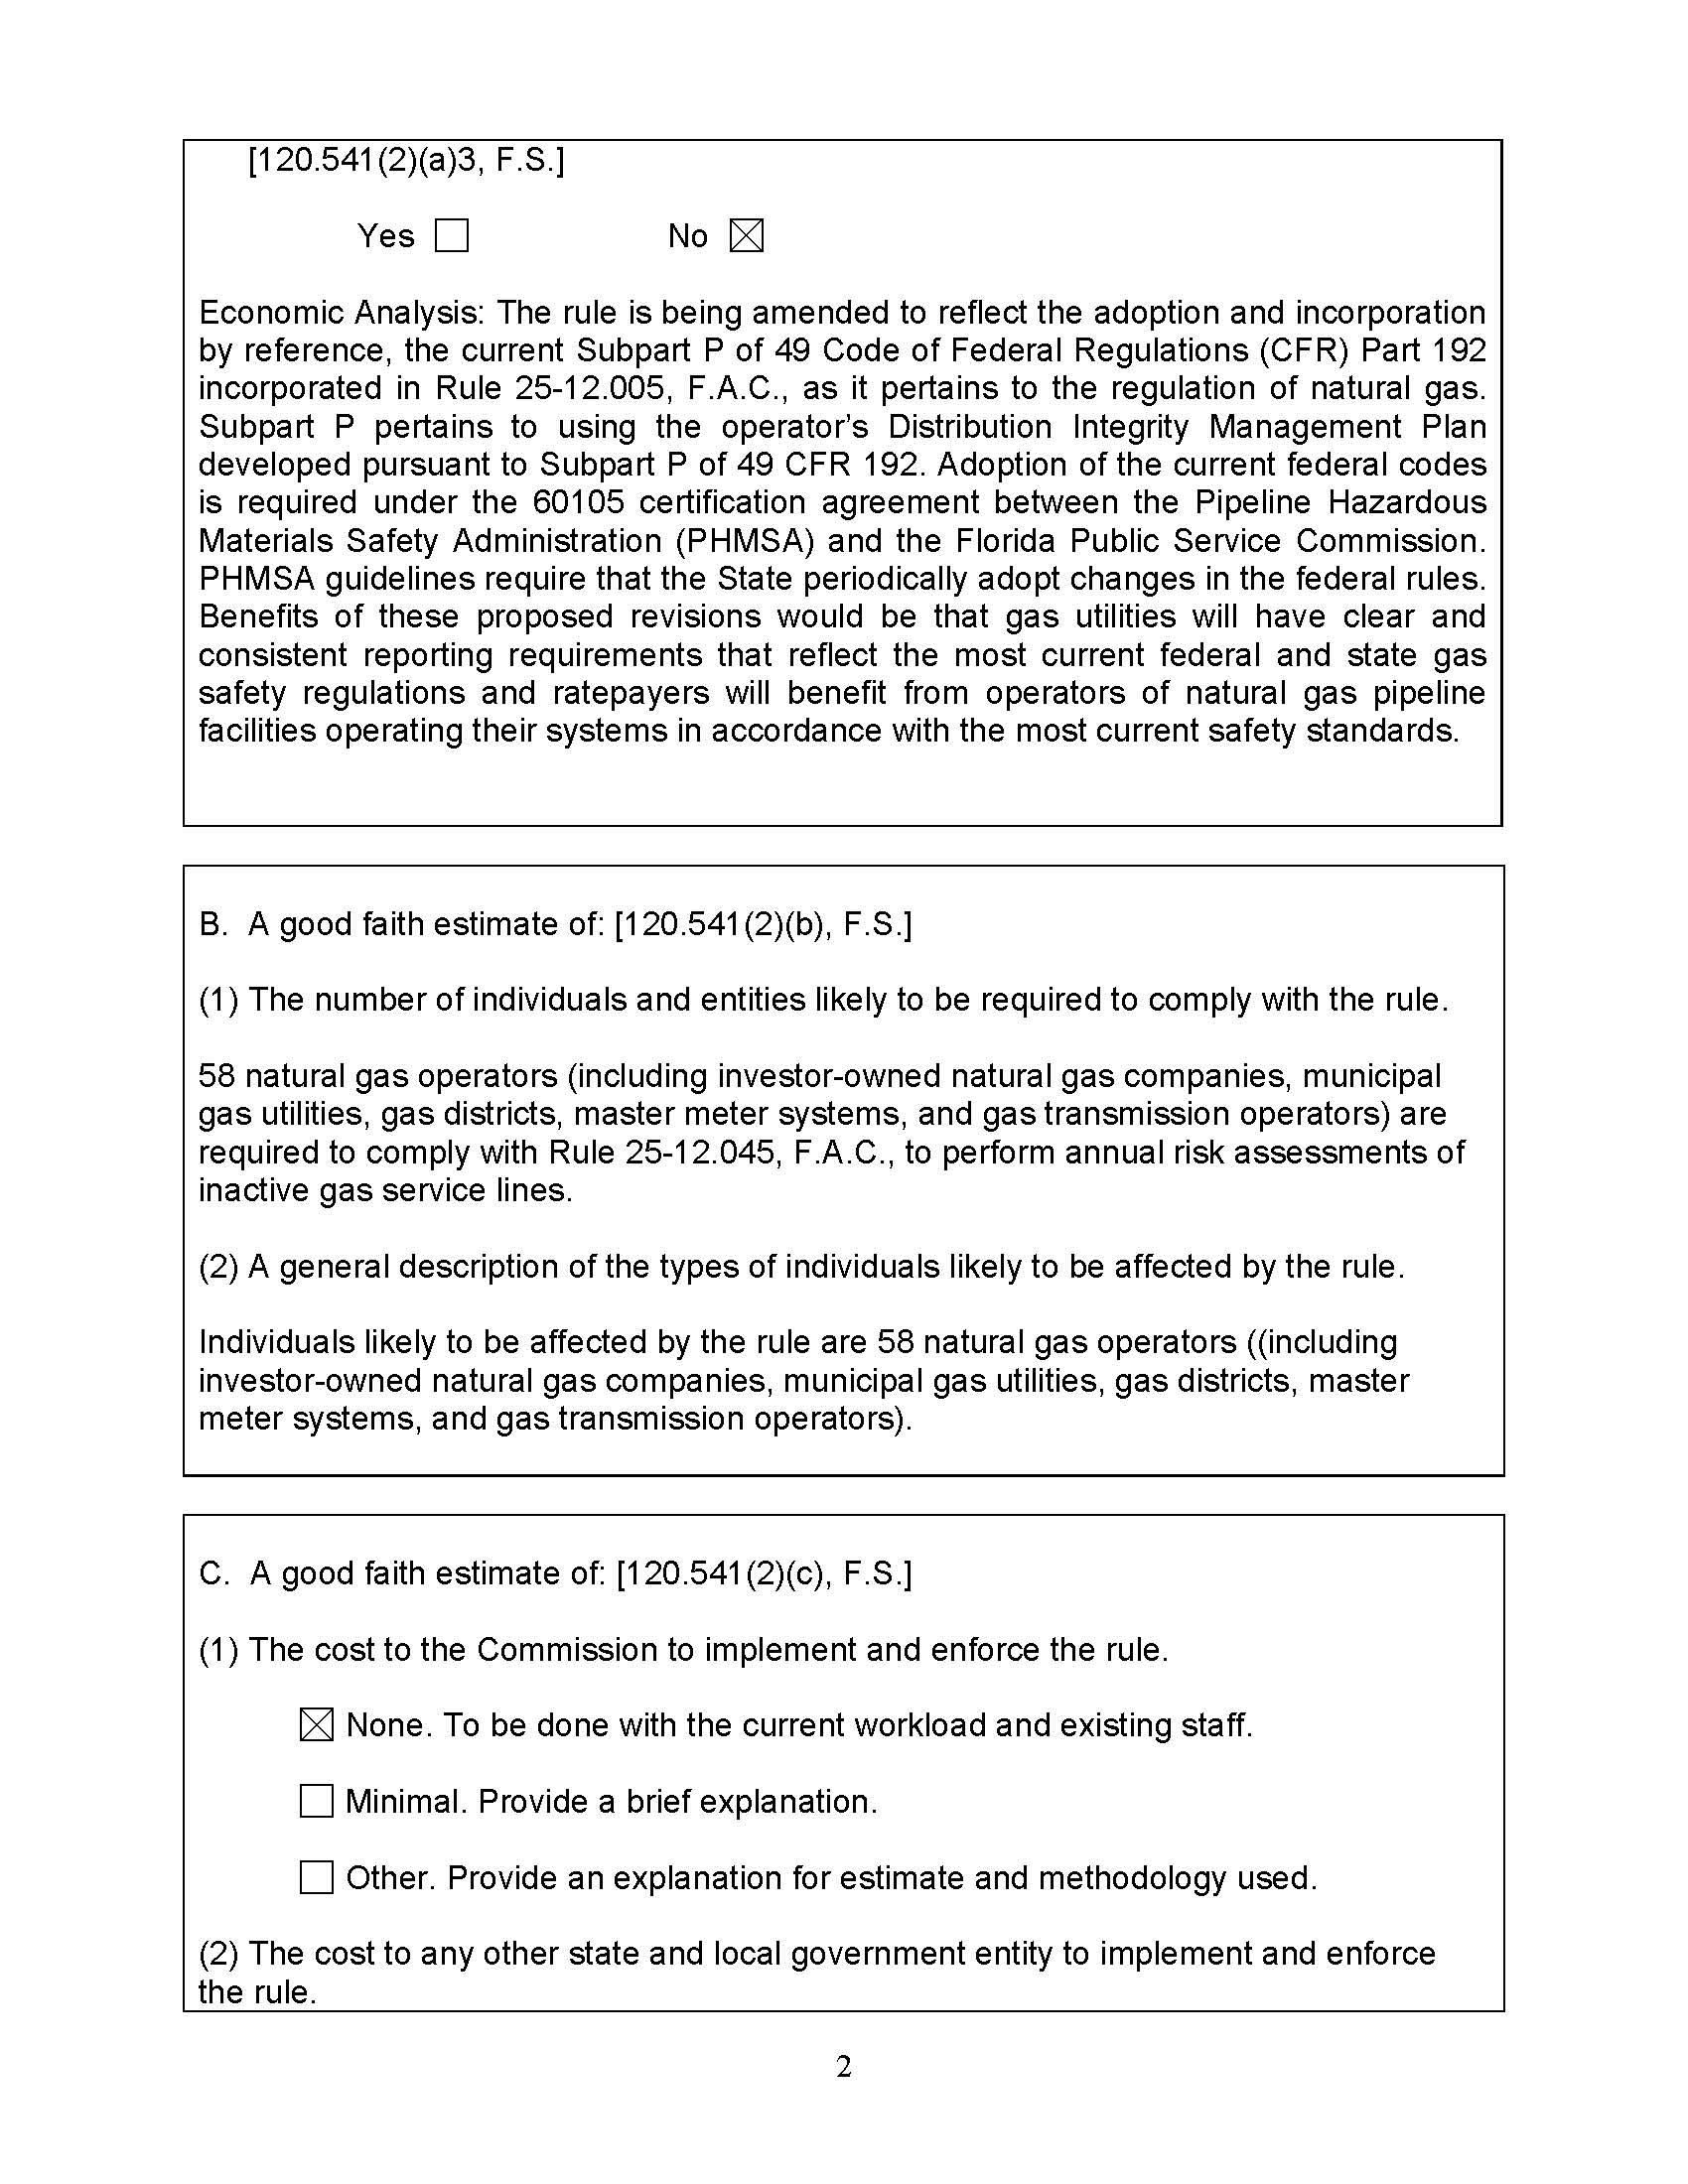 [120.541(2)(a)3, F.S.]
Yes ☐ No ☒
Economic Analysis: The rule is being amended to reflect the adoption and incorporation
by reference, the current Subpart P of 49 Code of Federal Regulations (CFR) Part 192
incorporated in Rule 25-12.005, F.A.C., as it pertains to the regulation of natural gas.
Subpart P pertains to using the operator’s Distribution Integrity Management Plan
developed pursuant to Subpart P of 49 CFR 192. Adoption of the current federal codes
is required under the 60105 certification agreement between the Pipeline Hazardous
Materials Safety Administration (PHMSA) and the Florida Public Service Commission.
PHMSA guidelines require that the State periodically adopt changes in the federal rules.
Benefits of these proposed revisions would be that gas utilities will have clear and
consistent reporting requirements that reflect the most current federal and state gas
safety regulations and ratepayers will benefit from operators of natural gas pipeline
facilities operating their systems in accordance with the most current safety standards.
B. A good faith estimate of: [120.541(2)(b), F.S.]
(1) The number of individuals and entities likely to be required to comply with the rule.
58 natural gas operators (including investor-owned natural gas companies, municipal
gas utilities, gas districts, master meter systems, and gas transmission operators) are
required to comply with Rule 25-12.045, F.A.C., to perform annual risk assessments of
inactive gas service lines.
(2) A general description of the types of individuals likely to be affected by the rule.
Individuals likely to be affected by the rule are 58 natural gas operators ((including
investor-owned natural gas companies, municipal gas utilities, gas districts, master
meter systems, and gas transmission operators).
C. A good faith estimate of: [120.541(2)(c), F.S.]
(1) The cost to the Commission to implement and enforce the rule.
☒ None. To be done with the current workload and existing staff.
☐ Minimal. Provide a brief explanation.
☐ Other. Provide an explanation for estimate and methodology used.
(2) The cost to any other state and local government entity to implement and enforce
the rule.
2